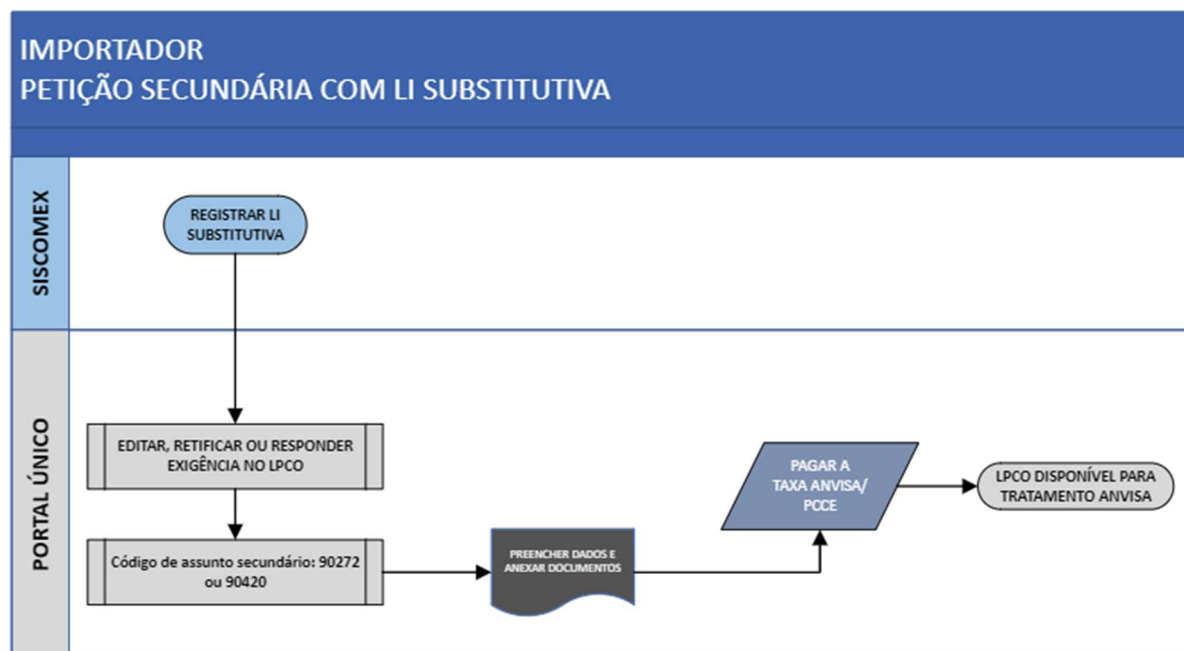 IMPORTADOR
PETIÇÃO SECUNDÁRIA COM LI SUBSTITUTIVA
SISCOMEX
REGISTRAR LI
SUBSTITUTIVA
PORTAL ÚNICO
EDITAR, RETIFICAR OU RESPONDER
EXIGÊNCIA NO LPCO
Código de assunto secundário: 90272
ou 90420
PREENCHER DADOS E
ANEXAR DOCUMENTOS
PAGAR A
TAXA ANVISA/
PCCE
LPCO DISPONÍVEL PARA
TRATAMENTO ANVISA